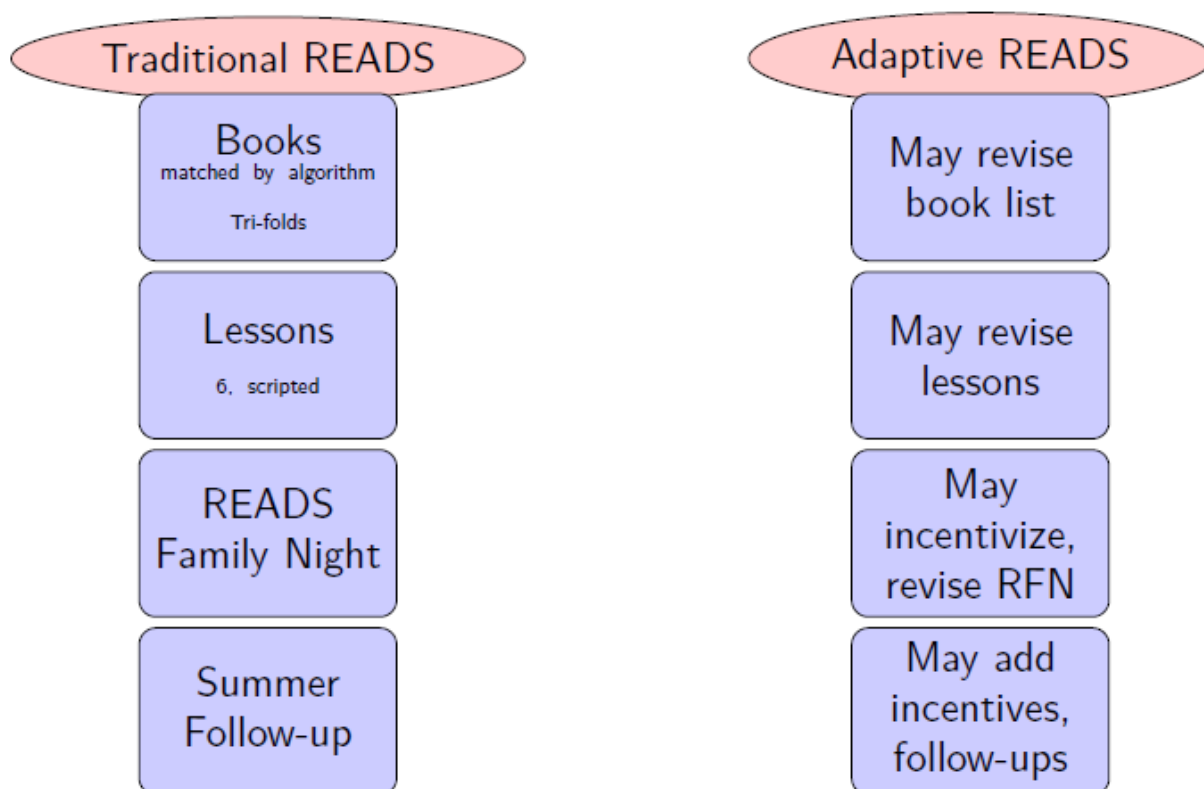 Traditional READS
Books
matched by algorithm
Tri-folds
Lessons
6, scripted
READS
Family Night
Summer
Follow-up
Adaptive READS
May revise
book list
May revise
lessons
May
incentivize,
revise RFN
May add
incentives,
follow-ups